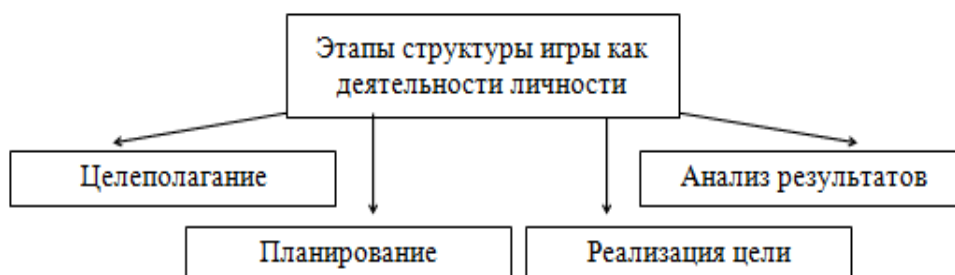 Этапы структуры игры как
деятельности личности
Целеполагание
Анализ результатов
Планирование
Реализация цели